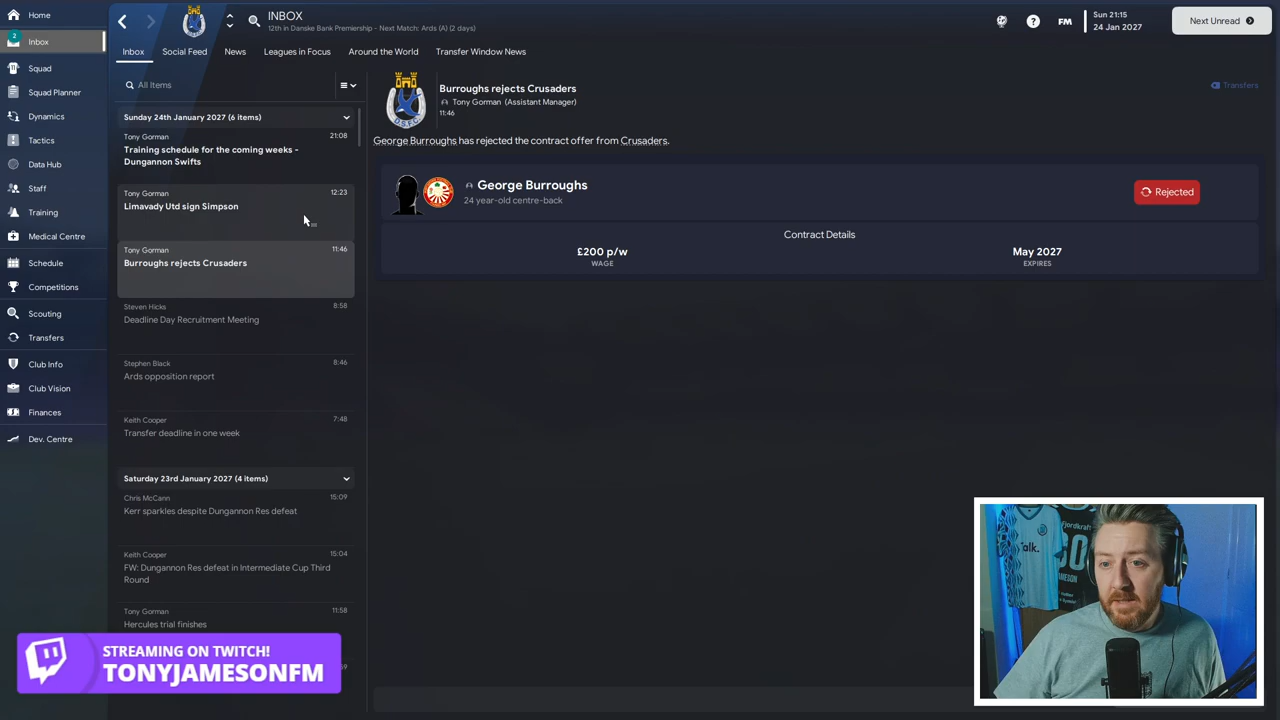 Home
2
Inbox
Squad
Squad Planner
Dynamics
Tactics
Data Hub
Staff
Training
Medical Centre
Schedule
Competitions
Scouting
Transfers
Club Info
Club Vision
Finances
Dev. Centre
INBOX
12th in Danske Bank Premiership - Next Match: Ards (A) (2 days)
FM
Sun 21:15
24 Jan 2027
Next Unread
Inbox
Social Feed
News
Leagues in Focus
Around the World
Transfer Window News
All Items
Sunday 24th January 2027 (6 items)
Tony Gorman 21:08
Training schedule for the coming weeks -
Dungannon Swifts
Tony Gorman 12:23
Limavady Utd sign Simpson
Tony Gorman 11:46
Burroughs rejects Crusaders
Steven Hicks 8:58
Deadline Day Recruitment Meeting
Stephen Black 8:46
Ards opposition report
Keith Cooper 7:48
Transfer deadline in one week
Saturday 23rd January 2027 (4 items)
Chris McCann 15:09
Kerr sparkles despite Dungannon Res defeat
Keith Cooper 15:04
FW: Dungannon Res defeat in Intermediate Cup Third
Round
Tony Gorman 11:58
Hercules trial finishes
D.S.F.C.
Burroughs rejects Crusaders
Tony Gorman (Assistant Manager)
11:46
Transfers
George Burroughs has rejected the contract offer from Crusaders.
George Burroughs
24 year-old centre-back
Rejected
Contract Details
£200 p/w
WAGE
May 2027
EXPIRES
STREAMING ON TWITCH!
TONYJAMESONFM
Talk.
fjordkraft
JAMESON